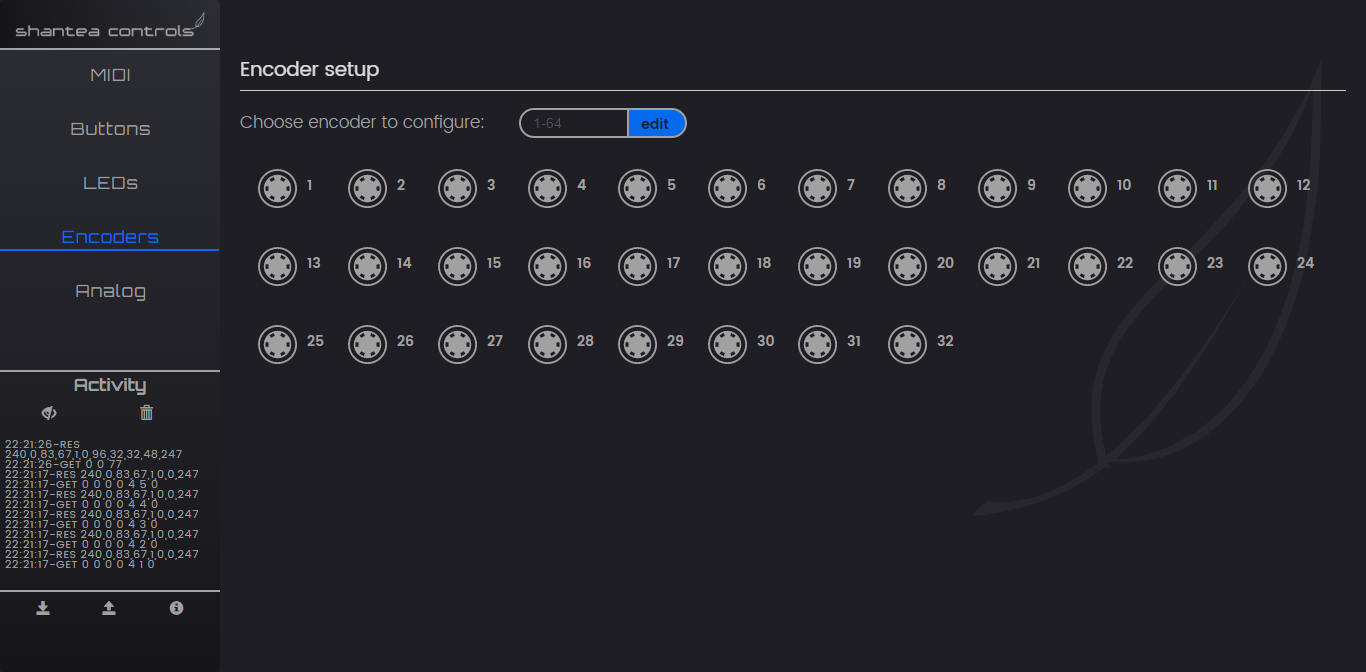 shantea controls
MIDI
Buttons
LEDs
Encoders
Analog
Activity
22:21:26-RES
240,0,83,67,1,0,96,32,32,48,247
22:21:26-GET 0 0 77
22:21:17-RES 240,0,83,67,1,0,0,247
22:21:17-GET 0 0 0 0 4 5 0
22:21:17-RES 240,0,83,67,1,0,0,247
22:21:17-GET 0 0 0 0 4 4 0
22:21:17-RES 240,0,83,67,1,0,0,247
22:21:17-GET 0 0 0 0 4 3 0
22:21:17-RES 240,0,83,67,1,0,0,247
22:21:17-GET 0 0 0 0 4 2 0
22:21:17-RES 240,0,83,67,1,0,0,247
22:21:17-GET 0 0 0 0 4 1 0
Encoder setup
Choose encoder to configure: 1-64 edit
1 2 3 4 5 6 7 8 9 10 11 12
13 14 15 16 17 18 19 20 21 22 23 24
25 26 27 28 29 30 31 32